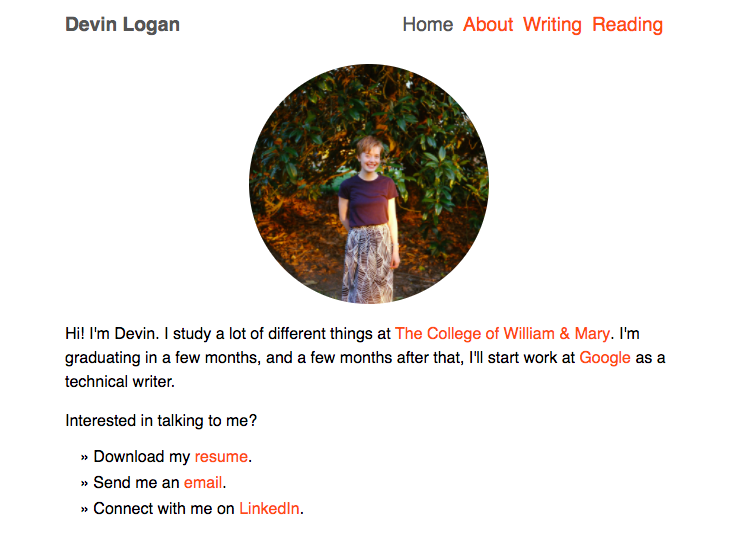 Devin Logan Home About Writing Reading
Hi! I'm Devin. I study a lot of different things at The College of William & Mary. I'm
graduating in a few months, and a few months after that, I'll start work at Google as a
technical writer.
Interested in talking to me?
» Download my resume.
» Send me an email.
» Connect with me on LinkedIn.